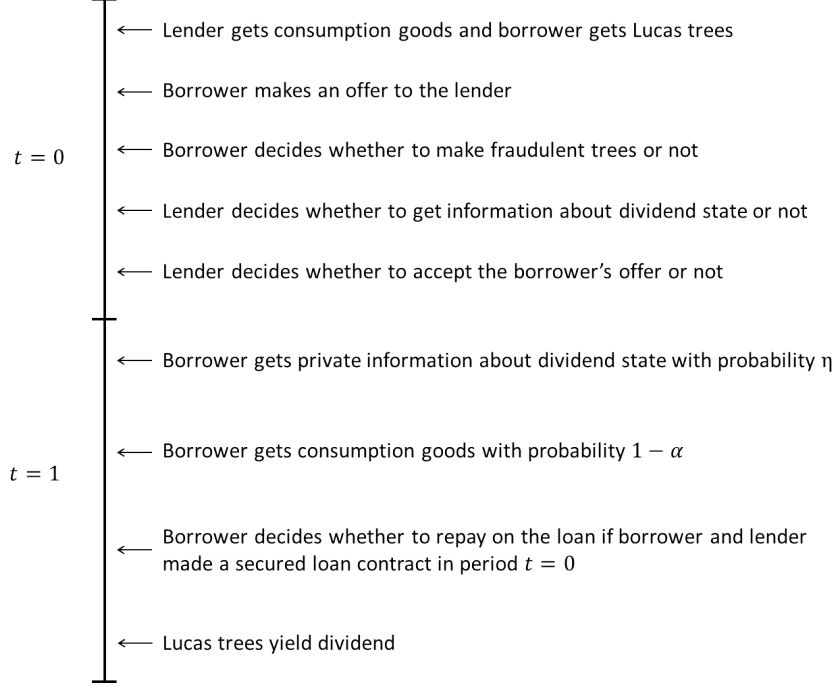 Lender gets consumption goods and borrower gets Lucas trees
Borrower makes an offer to the lender
Borrower decides whether to make fraudulent trees or not
t = 0
Lender decides whether to get information about dividend state or not
Lender decides whether to accept the borrower’s offer or not
Borrower gets private information about dividend state with probability η
Borrower gets consumption goods with probability 1 − α
t = 1
Borrower decides whether to repay on the loan if borrower and lender
made a secured loan contract in period t = 0
Lucas trees yield dividend